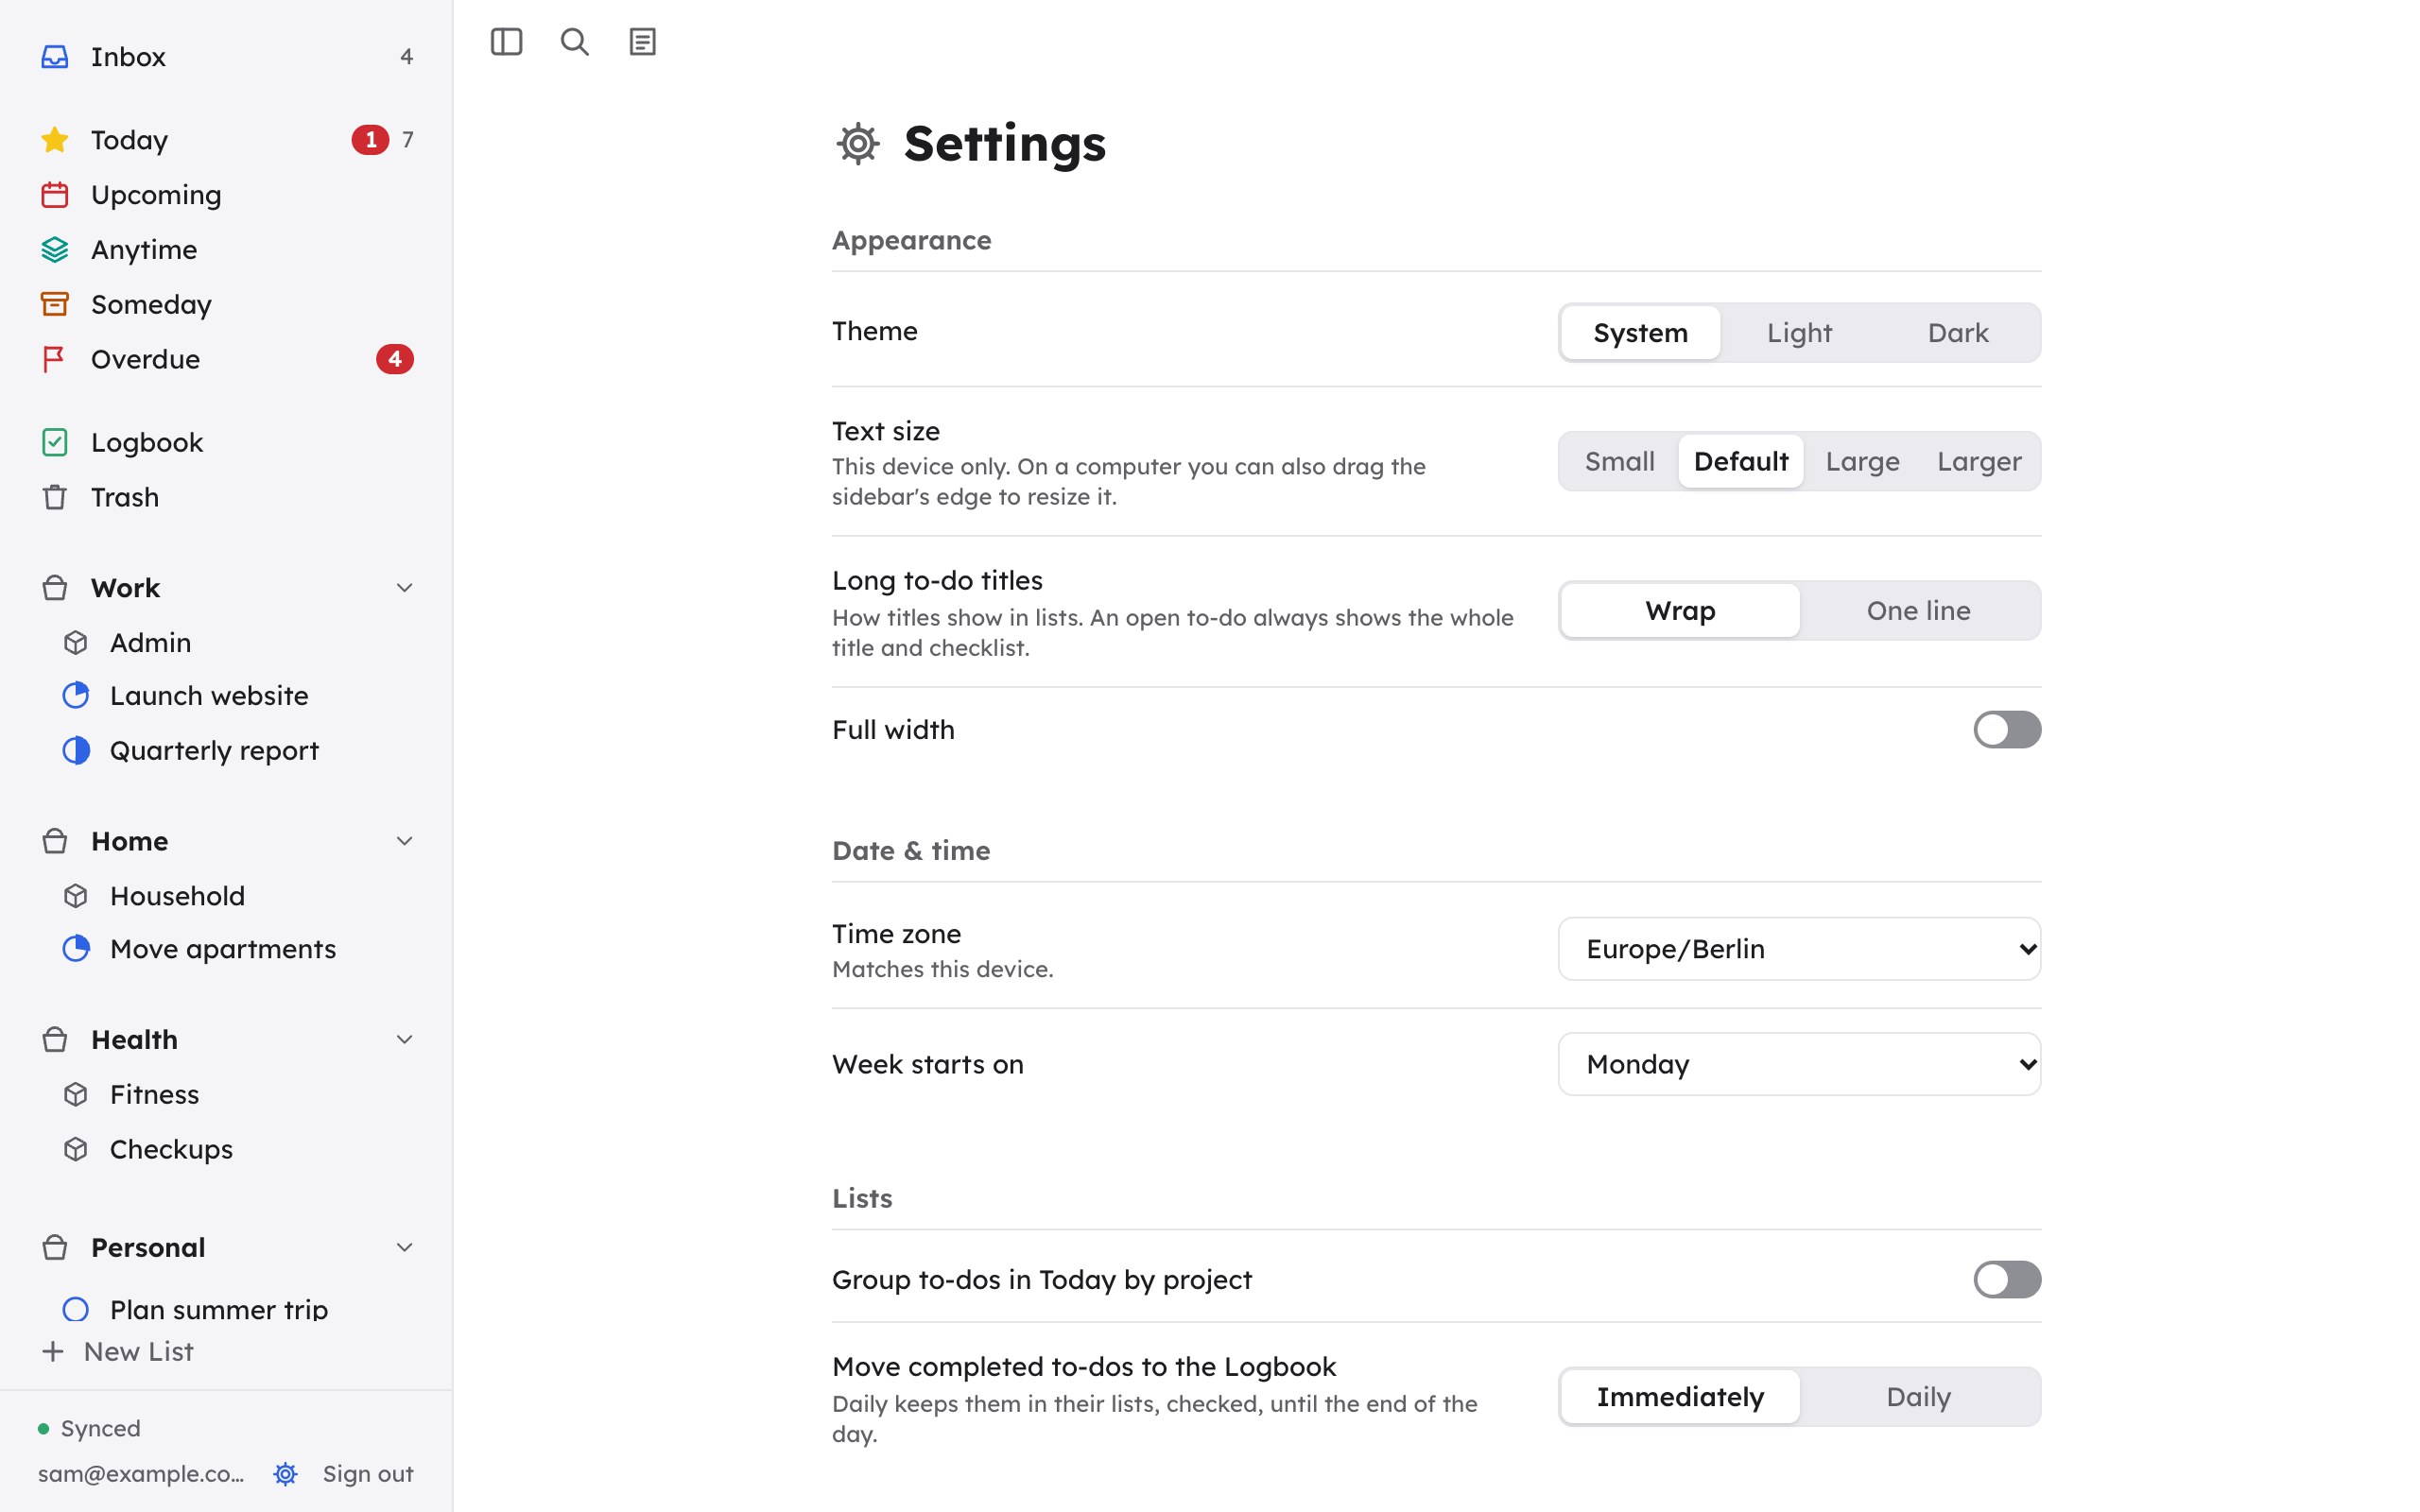 Inbox 4
Today 1 7
Upcoming
Anytime
Someday
Overdue 4
Logbook
Trash
Work
Admin
Launch website
Quarterly report
Home
Household
Move apartments
Health
Fitness
Checkups
Personal
Plan summer trip
New List
Synced
sam@example.co... Sign out
Settings
Appearance
Theme
System Light Dark
Text size
This device only. On a computer you can also drag the
sidebar's edge to resize it.
Small Default Large Larger
Long to-do titles
How titles show in lists. An open to-do always shows the whole
title and checklist.
Wrap One line
Full width
Date & time
Time zone
Matches this device.
Europe/Berlin
Week starts on
Monday
Lists
Group to-dos in Today by project
Move completed to-dos to the Logbook
Daily keeps them in their lists, checked, until the end of the
day.
Immediately Daily